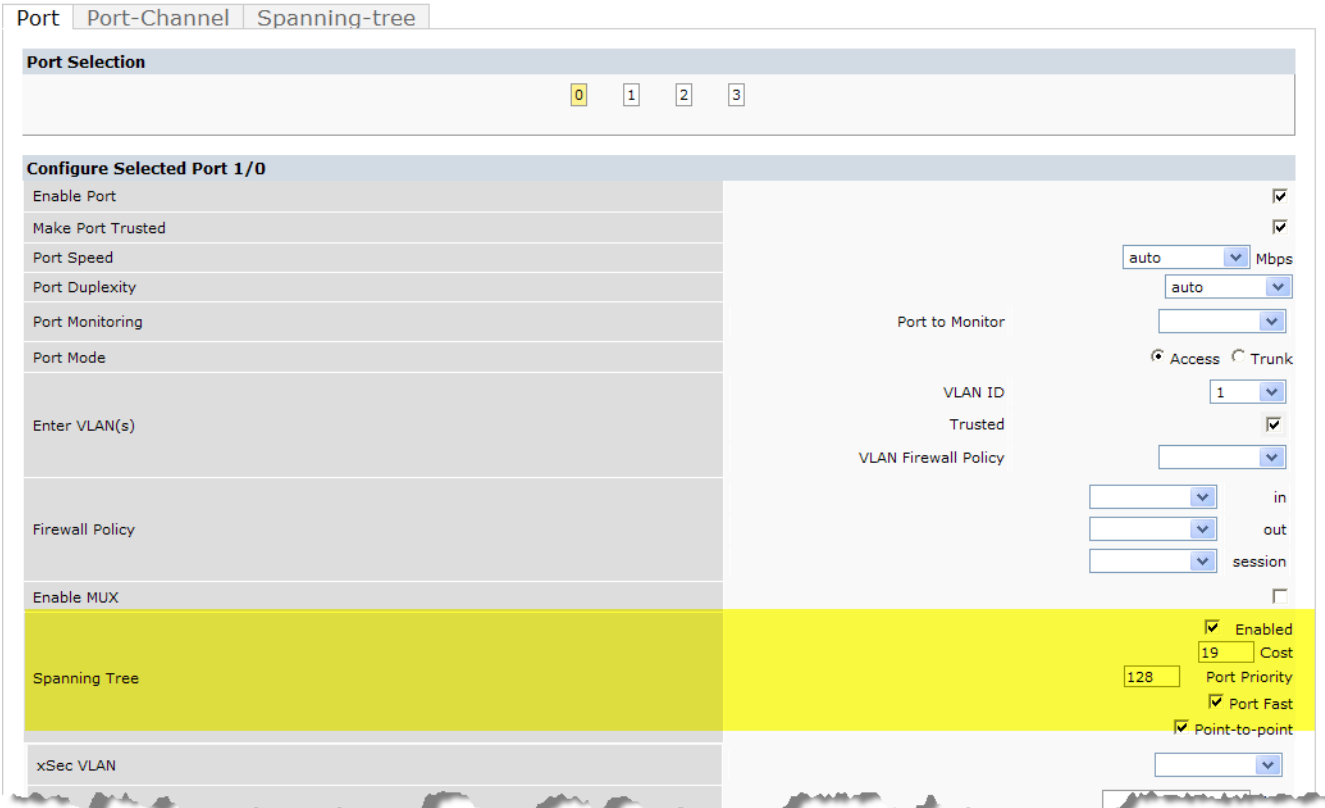 Port Port-Channel Spanning-tree
Port Selection
0 1 2 3
Configure Selected Port 1/0
Enable Port
Make Port Trusted
Port Speed auto Mbps
Port Duplexity auto
Port Monitoring Port to Monitor
Port Mode Access Trunk
VLAN ID 1
Enter VLAN(s) Trusted
VLAN Firewall Policy
in
Firewall Policy out
session
Enable MUX
Enabled
19 Cost
Spanning Tree 128 Port Priority
Port Fast
Point-to-point
xSec VLAN